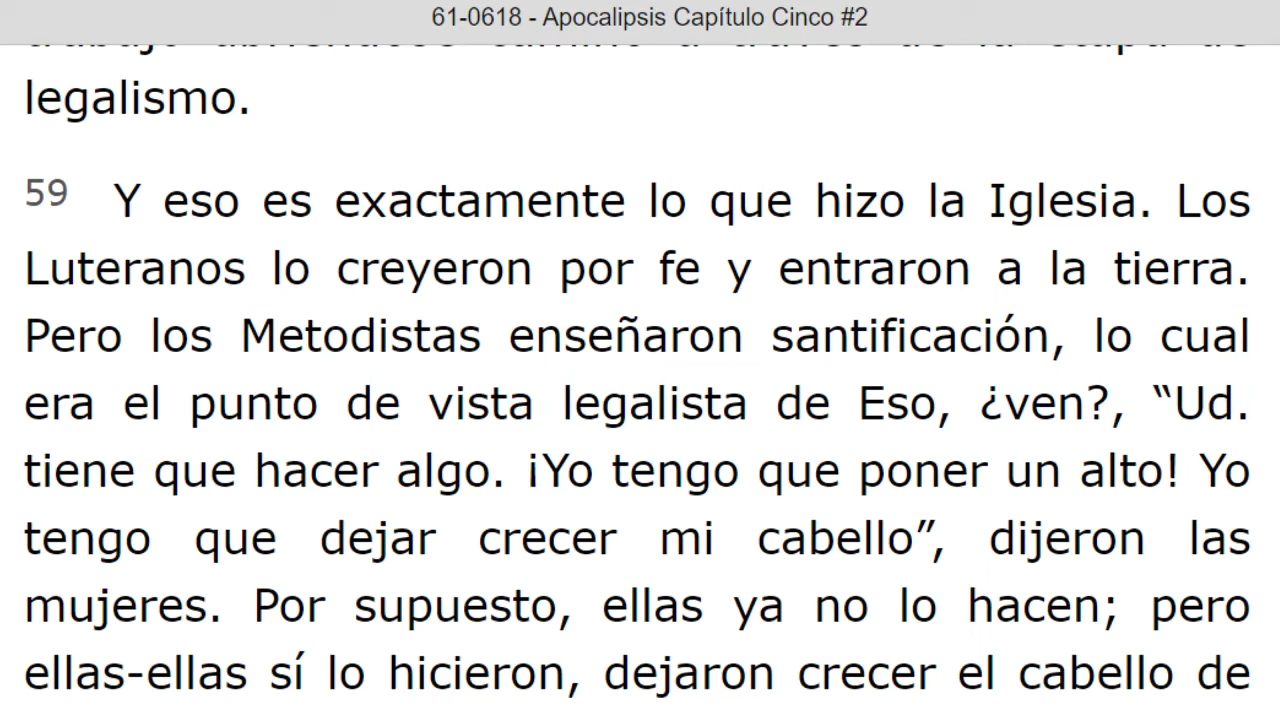 61-0618 - Apocalipsis Capítulo Cinco #2
legalismo.
59 Y eso es exactamente lo que hizo la Iglesia. Los
Luteranos lo creyeron por fe y entraron a la tierra.
Pero los Metodistas enseñaron santificación, lo cual
era el punto de vista legalista de Eso, ¿ven?, “Ud.
tiene que hacer algo. ¡Yo tengo que poner un alto! Yo
tengo que dejar crecer mi cabello”, dijeron las
mujeres. Por supuesto, ellas ya no lo hacen; pero
ellas-ellas sí lo hicieron, dejaron crecer el cabello de